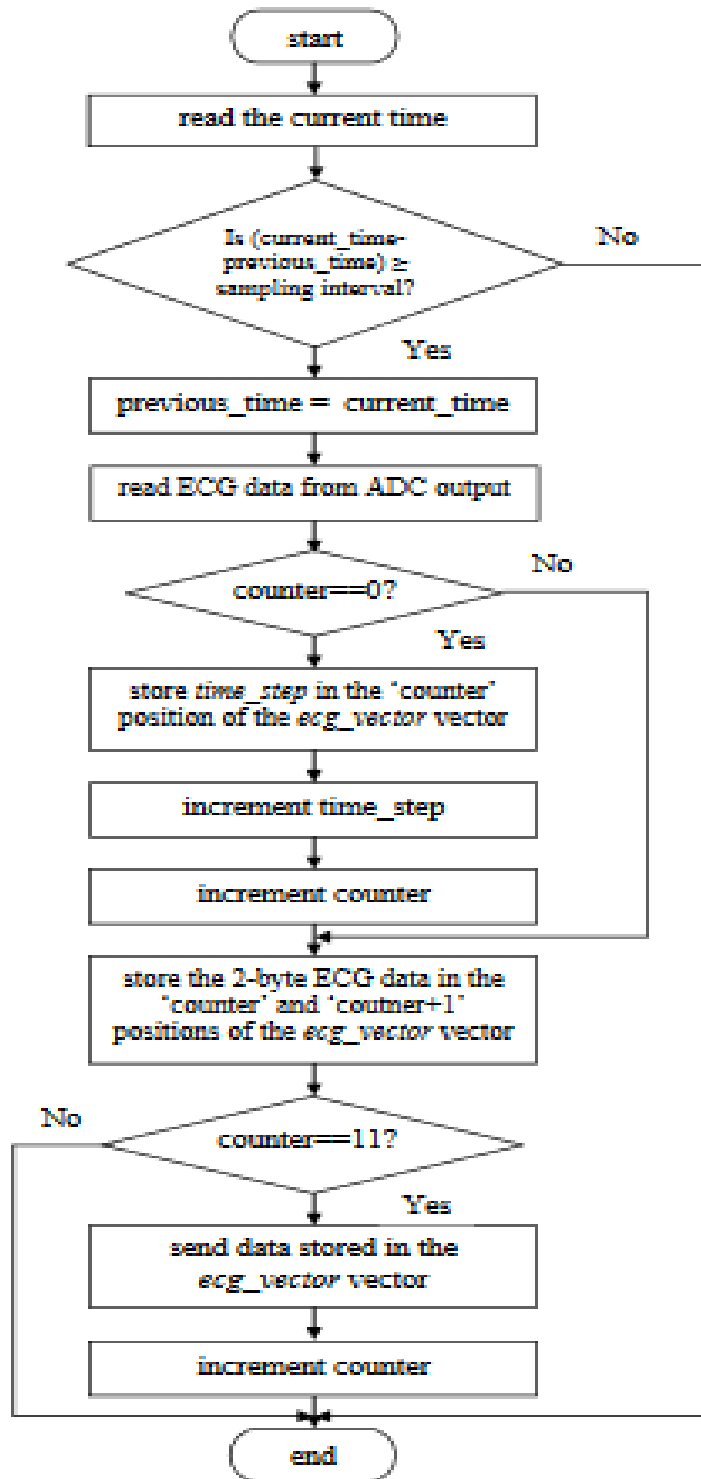 start
read the current time
Is (current_time-
previous_time) ≥
sampling interval?
No
Yes
previous_time = current_time
read ECG data from ADC output
counter==0?
No
Yes
store time_step in the 'counter'
position of the ecg_vector vector
increment time_step
increment counter
store the 2-byte ECG data in the
'counter' and 'coutner+1'
positions of the ecg_vector vector
No
counter==11?
Yes
send data stored in the
ecg_vector vector
increment counter
end